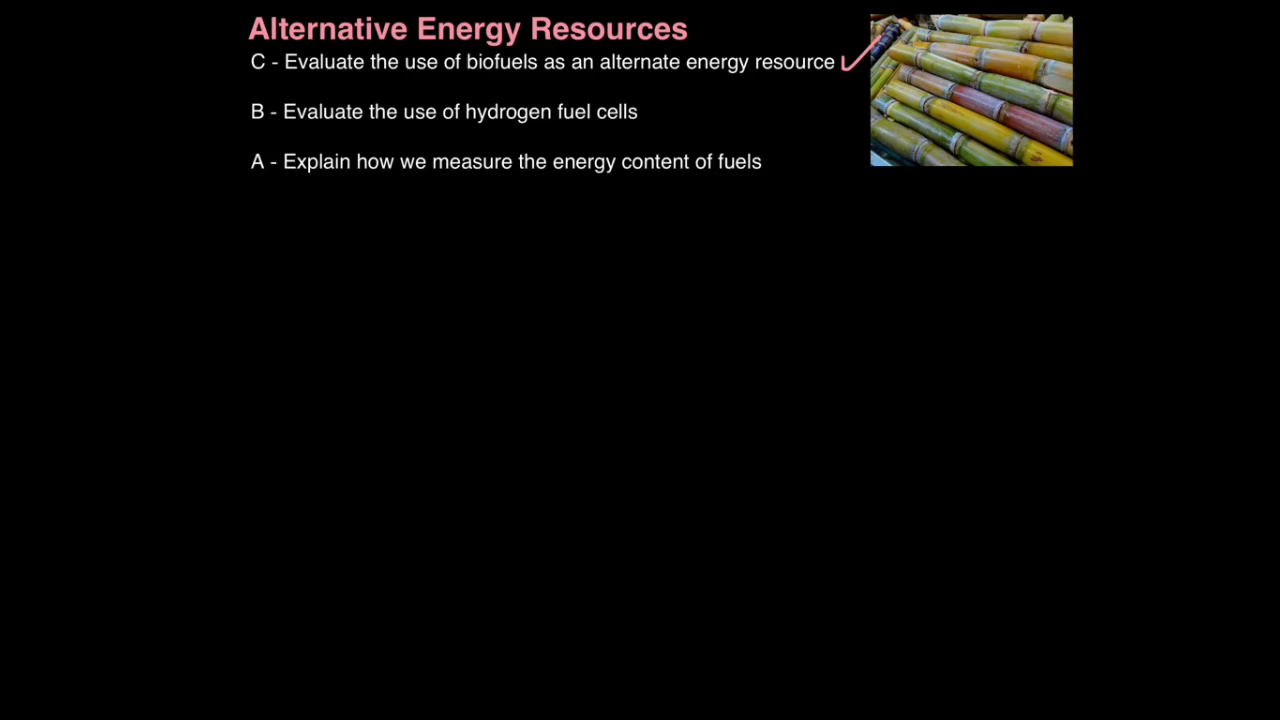 Alternative Energy Resources
C - Evaluate the use of biofuels as an alternate energy resource
B - Evaluate the use of hydrogen fuel cells
A - Explain how we measure the energy content of fuels